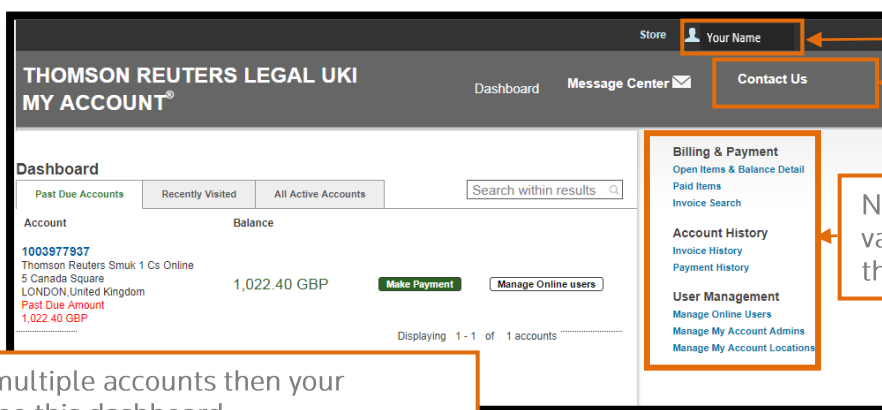 Store
Your Name
THOMSON REUTERS LEGAL UKI
MY ACCOUNT®
Dashboard
Message Center
Contact Us
Dashboard
Past Due Accounts
Recently Visited
All Active Accounts
Search within results
Account
Balance
1003977937
Thomson Reuters Smuk 1 Cs Online
5 Canada Square
LONDON,United Kingdom
Past Due Amount
1,022.40 GBP
1,022.40 GBP
Make Payment
Manage Online users
Displaying 1 - 1 of 1 accounts
Billing & Payment
Open Items & Balance Detail
Paid Items
Invoice Search
Account History
Invoice History
Payment History
User Management
Manage Online Users
Manage My Account Admins
Manage My Account Locations
multiple accounts then your
this dashboard